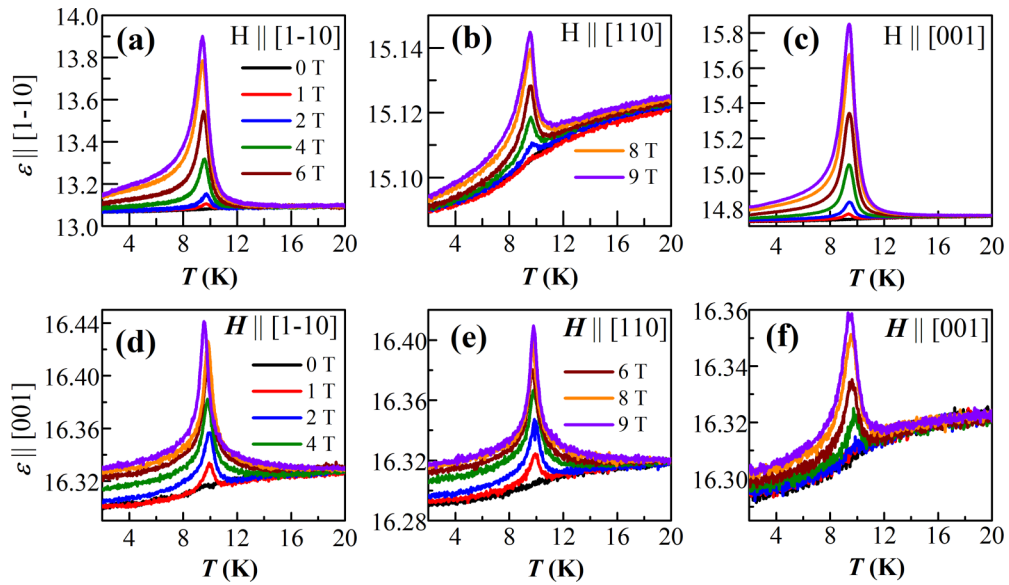 (a) H || [1-10]
0 T
1 T
2 T
4 T
6 T
14.0
13.8
13.6
13.4
13.2
13.0
ε || [1-10]
4 8 12 16 20
T (K)
(b) H || [110]
8 T
9 T
15.14
15.12
15.10
4 8 12 16 20
T (K)
(c) H || [001]
15.8
15.6
15.4
15.2
15.0
14.8
4 8 12 16 20
T (K)
(d) H || [1-10]
0 T
1 T
2 T
4 T
16.44
16.40
16.36
16.32
ε || [001]
4 8 12 16 20
T (K)
(e) H || [110]
6 T
8 T
9 T
16.40
16.36
16.32
16.28
4 8 12 16 20
T (K)
(f) H || [001]
16.36
16.34
16.32
16.30
4 8 12 16 20
T (K)